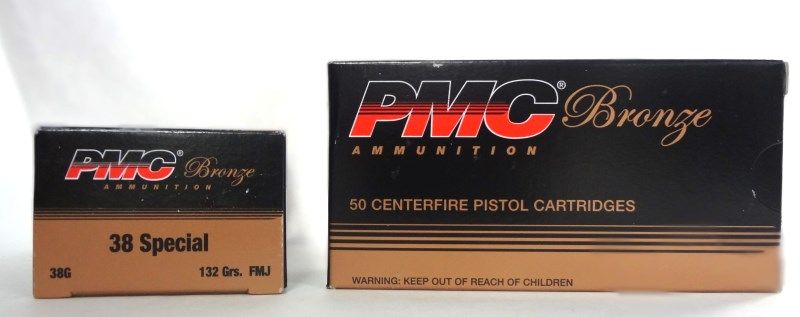 PMC Bronze
AMMUNITION
38 Special
38G 132 Grs. FMJ
PMC® Bronze
AMMUNITION
50 CENTERFIRE PISTOL CARTRIDGES
WARNING: KEEP OUT OF REACH OF CHILDREN